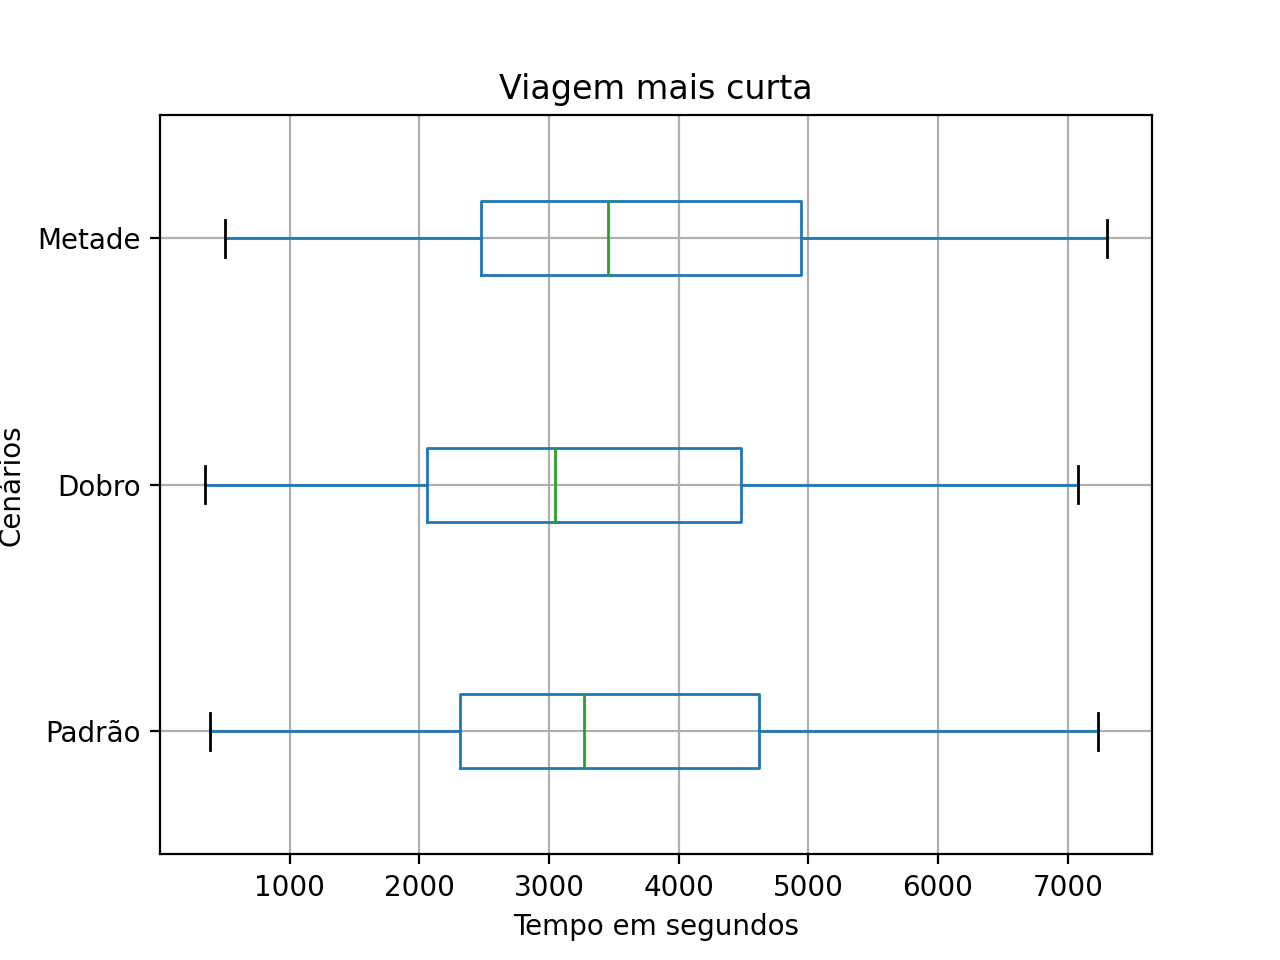 Viagem mais curta
Cenários
Metade
Dobro
Padrão
1000 2000 3000 4000 5000 6000 7000
Tempo em segundos